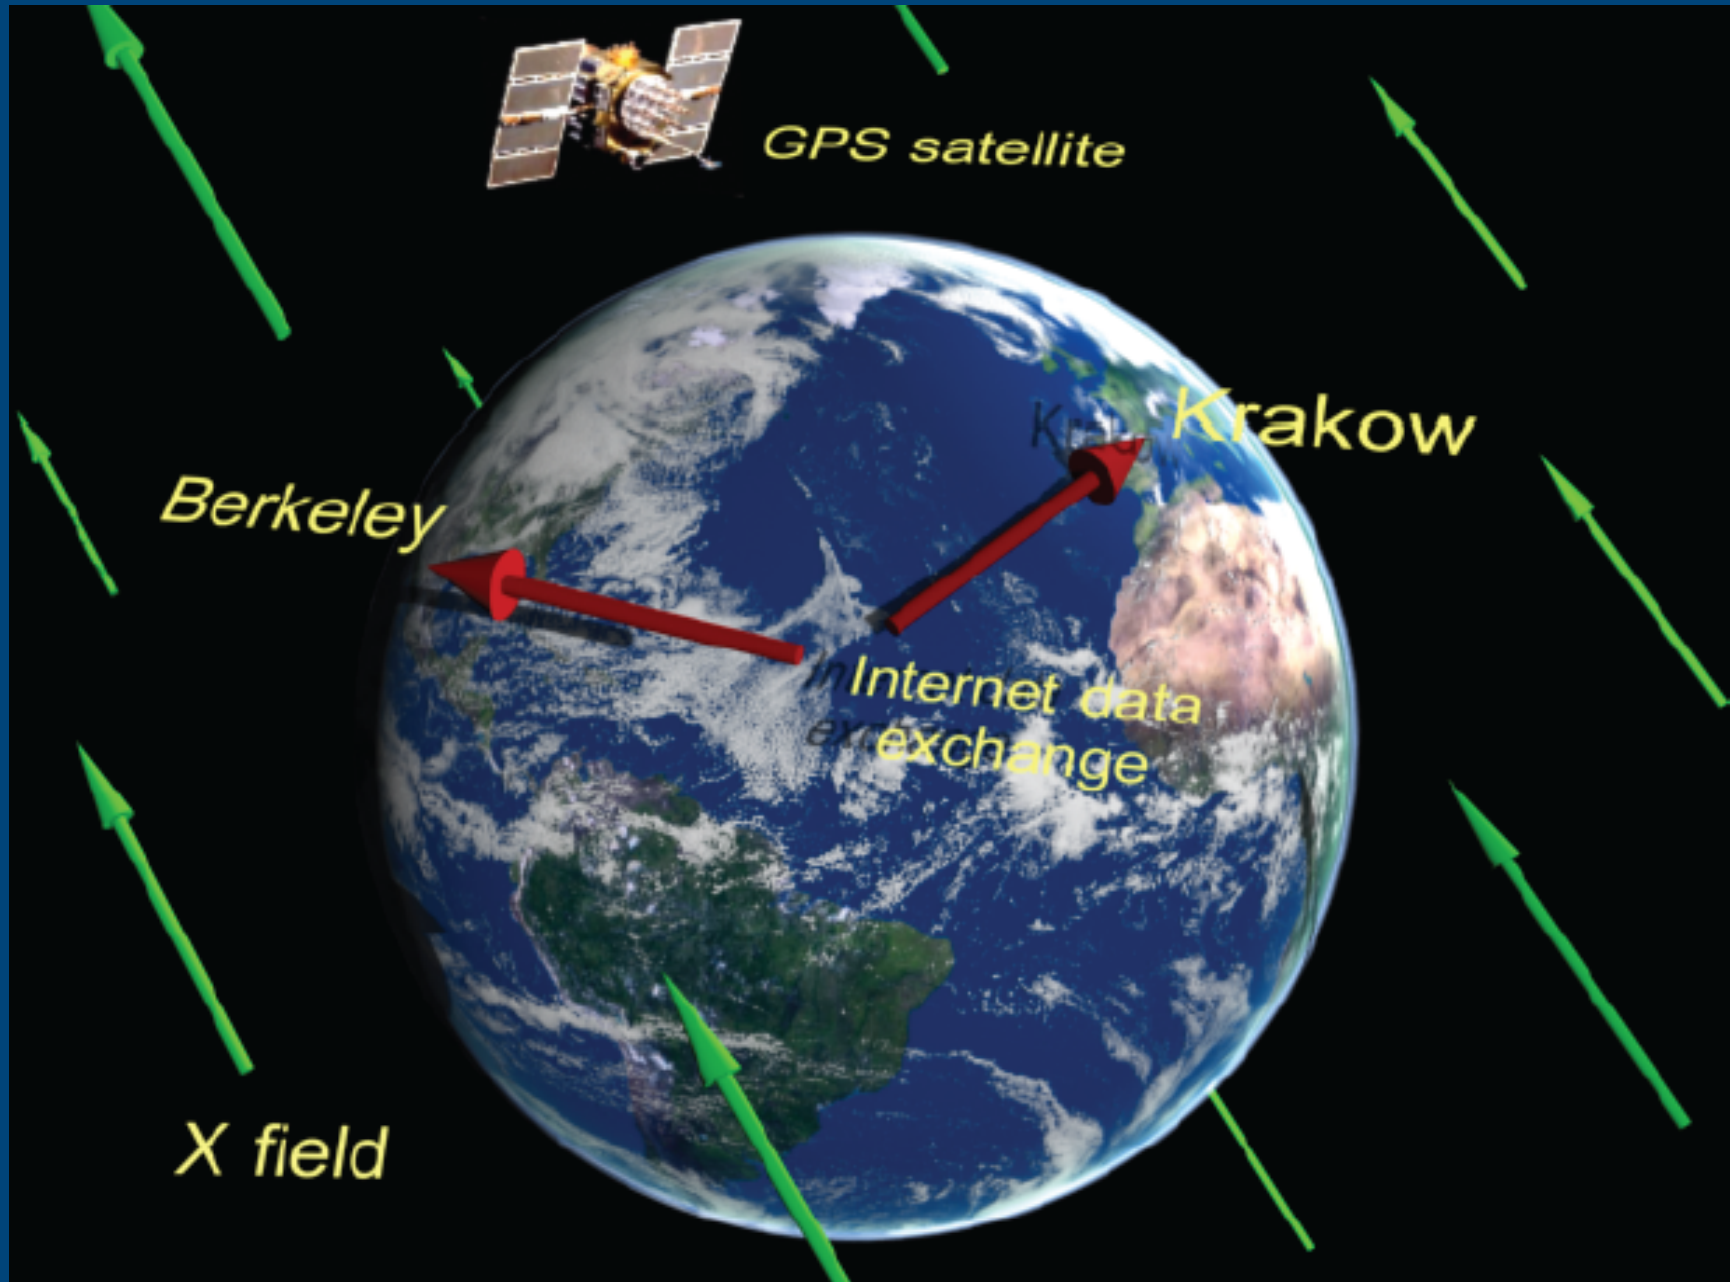 GPS satellite
Krakow
Berkeley
Internet data
exchange
X field